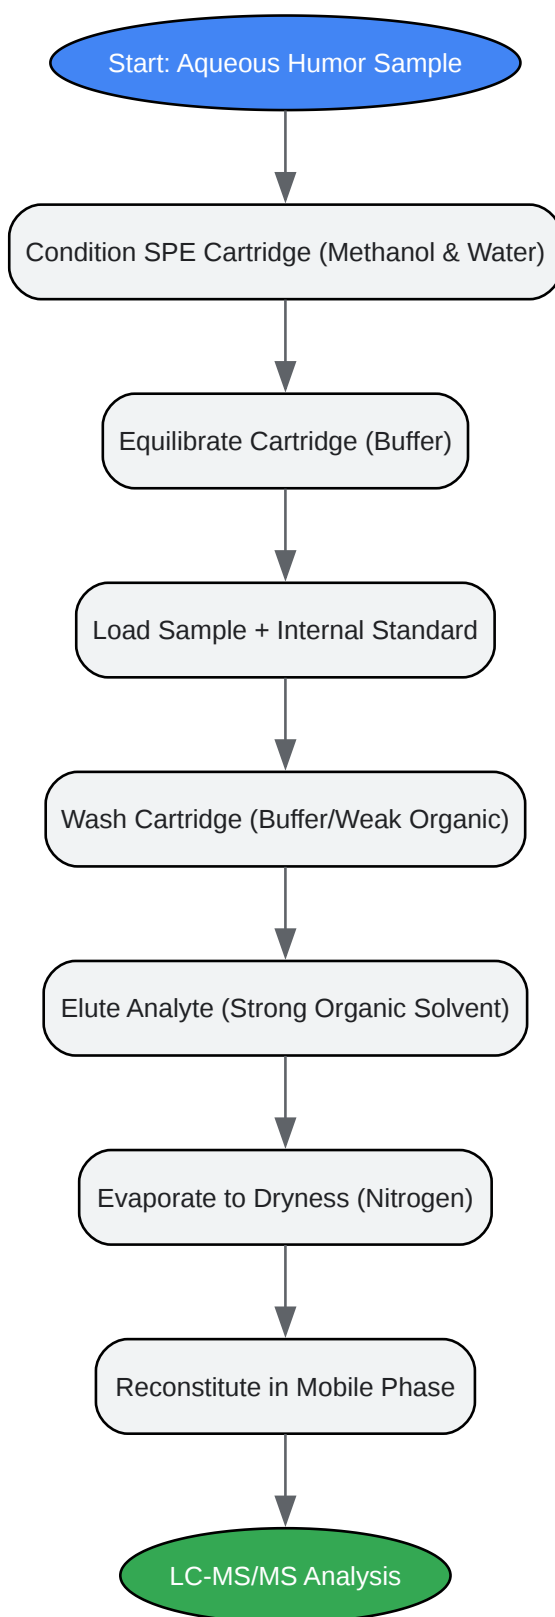 Start: Aqueous Humor Sample
Condition SPE Cartridge (Methanol & Water)
Equilibrate Cartridge (Buffer)
Load Sample + Internal Standard
Wash Cartridge (Buffer/Weak Organic)
Elute Analyte (Strong Organic Solvent)
Evaporate to Dryness (Nitrogen)
Reconstitute in Mobile Phase
LC-MS/MS Analysis